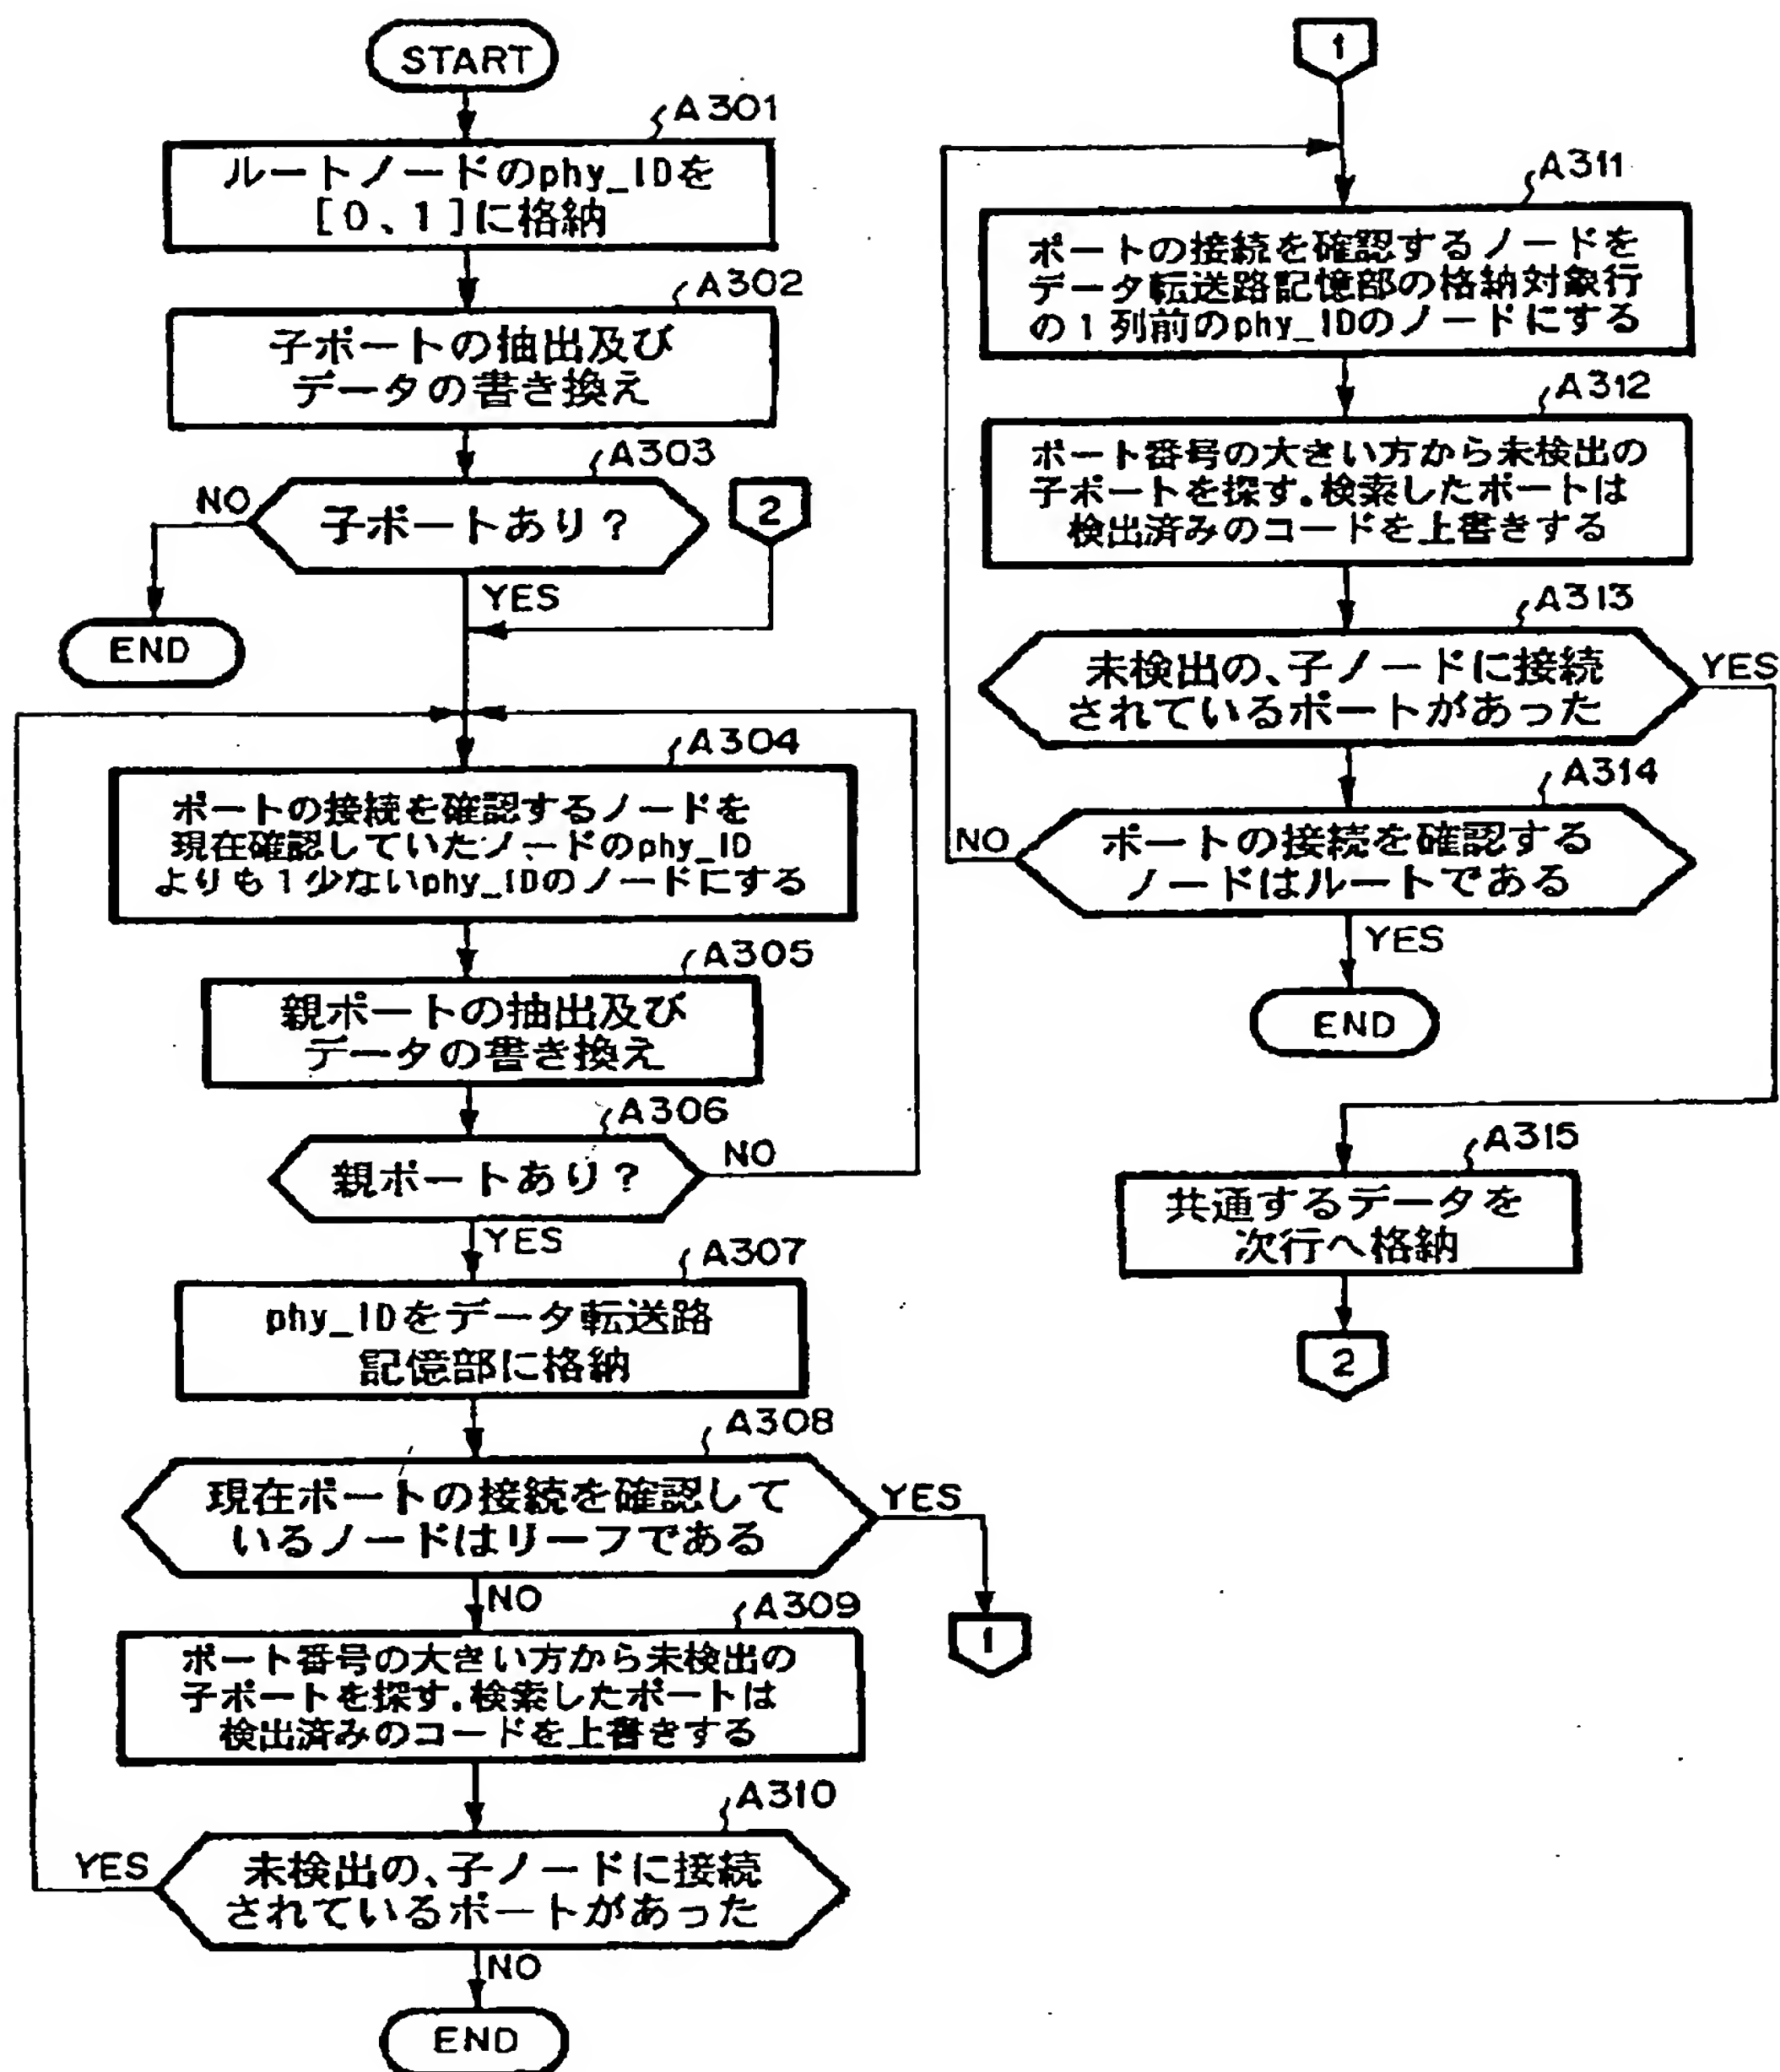 START
A301
ルートノードのphy_IDを
[0、1]に格納
A302
子ポートの抽出及び
データの書き換え
A303
子ポートあり？
NO
YES
2
END
A304
ポートの接続を確認するノードを
現在確認していたノードのphy_ID
よりも1少ないphy_IDのノードにする
A305
親ポートの抽出及び
データの書き換え
A306
親ポートあり？
NO
YES
A307
phy_IDをデータ転送路
記憶部に格納
A308
現在ポートの接続を確認して
いるノードはリーフである
YES
NO
1
A309
ポート番号の大きい方から未検出の
子ポートを探す.検索したポートは
検出済みのコードを上書きする
A310
未検出の、子ノードに接続
されているポートがあった
YES
NO
END
1
A311
ポートの接続を確認するノードを
データ転送路記憶部の格納対象行
の1列前のphy_IDのノードにする
A312
ポート番号の大きい方から未検出の
子ポートを探す.検索したポートは
検出済みのコードを上書きする
A313
未検出の、子ノードに接続
されているポートがあった
YES
A314
ポートの接続を確認する
ノードはルートである
NO
YES
END
A315
共通するデータを
次行へ格納
2